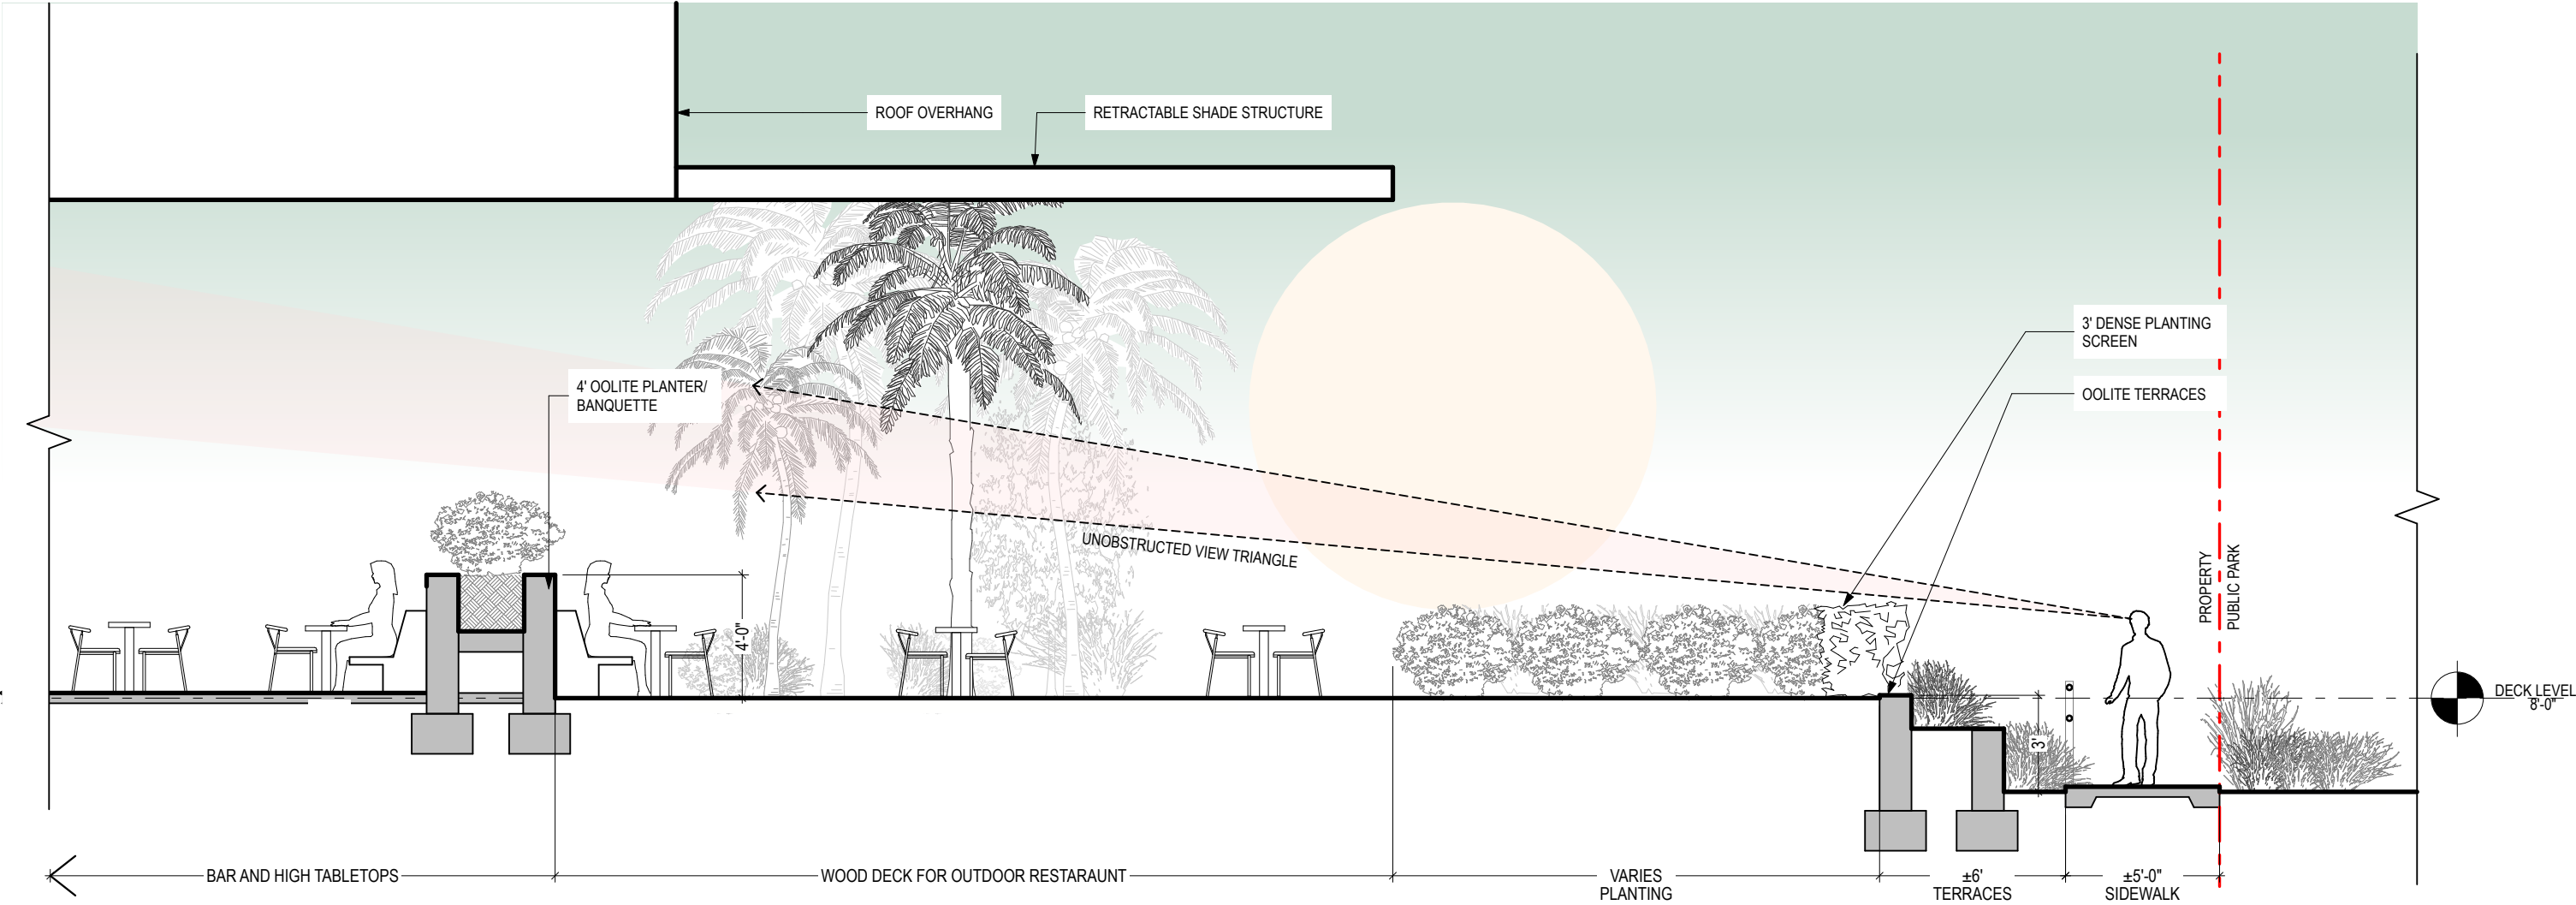 ROOF OVERHANG
RETRACTABLE SHADE STRUCTURE
3' DENSE PLANTING
SCREEN
4' OOLITE PLANTER/
BANQUETTE
OOLITE TERRACES
UNOBSTRUCTED VIEW TRIANGLE
PROPERTY
PUBLIC PARK
4'-0"
3'
DECK LEVEL
8'-0"
BAR AND HIGH TABLETOPS
WOOD DECK FOR OUTDOOR RESTARAUNT
VARIES
PLANTING
±6'
TERRACES
±5'-0"
SIDEWALK